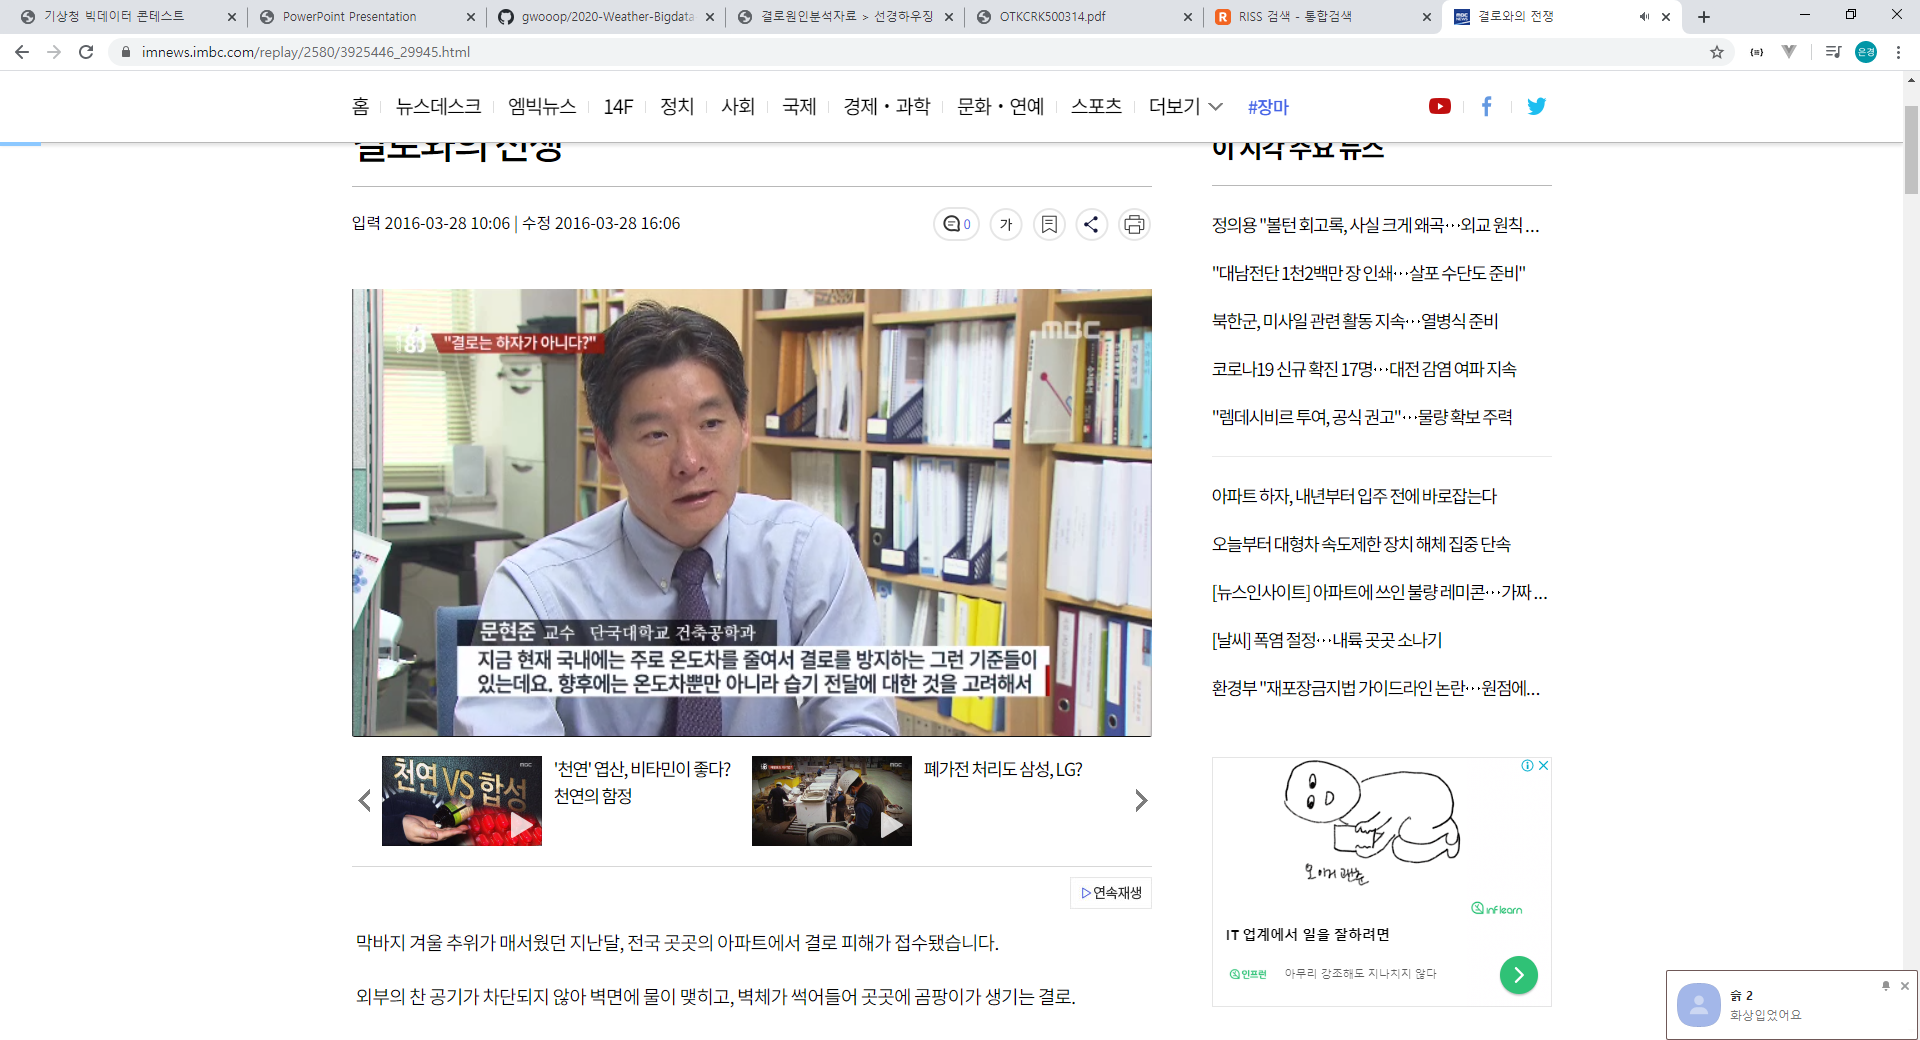 기상청 빅데이터 콘테스트
PowerPoint Presentation
gwooop/2020-Weather-Bigdata
결로원인분석자료 > 선경하우징
OTKCRK500314.pdf
RISS 검색 - 통합검색
결로와의 전쟁
imnews.imbc.com/replay/2580/3925446_29945.html
은경
홈
뉴스데스크
엠빅뉴스
14F
정치
사회
국제
경제・과학
문화・연예
스포츠
더보기
#장마
결로와의 전쟁
입력 2016-03-28 10:06 | 수정 2016-03-28 16:06
0
가
"결로는 하자가 아니다?"
mbc
문현준 교수 단국대학교 건축공학과
지금 현재 국내에는 주로 온도차를 줄여서 결로를 방지하는 그런 기준들이
있는데요. 향후에는 온도차뿐만 아니라 습기 전달에 대한 것을 고려해서
천연 VS 합성
'천연' 엽산, 비타민이 좋다?
천연의 함정
폐가전 처리도 삼성, LG?
▷연속재생
막바지 겨울 추위가 매서웠던 지난달, 전국 곳곳의 아파트에서 결로 피해가 접수됐습니다.
외부의 찬 공기가 차단되지 않아 벽면에 물이 맺히고, 벽체가 썩어들어 곳곳에 곰팡이가 생기는 결로.
이 시각 주요 뉴스
정의용 "볼턴 회고록, 사실 크게 왜곡…외교 원칙 ...
"대남전단 1천2백만 장 인쇄…살포 수단도 준비"
북한군, 미사일 관련 활동 지속…열병식 준비
코로나19 신규 확진 17명…대전 감염 여파 지속
"렘데시비르 투여, 공식 권고"…물량 확보 주력
아파트 하자, 내년부터 입주 전에 바로잡는다
오늘부터 대형차 속도제한 장치 해체 집중 단속
[뉴스인사이트] 아파트에 쓰인 불량 레미콘…가짜 ...
[날씨] 폭염 절정…내륙 곳곳 소나기
환경부 "재포장금지법 가이드라인 논란…원점에...
inflearn
IT 업계에서 일을 잘하려면
인프런
아무리 강조해도 지나치지 않다
슭 2
화상입었어요